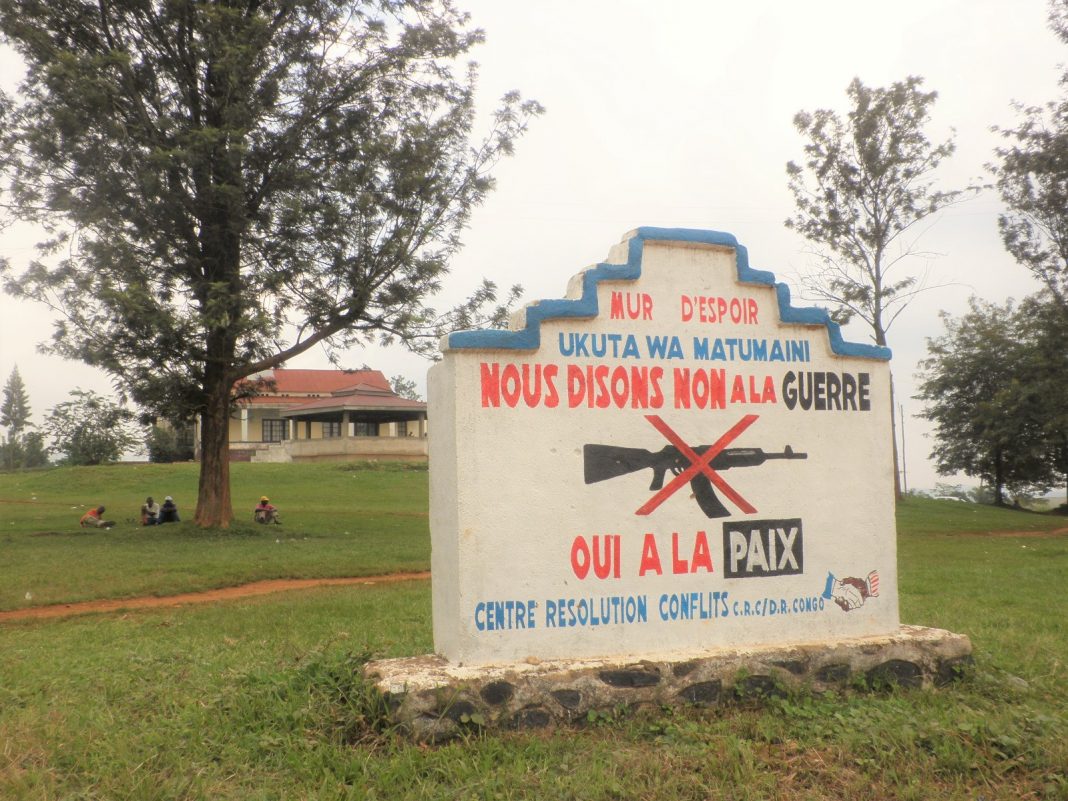 MUR D'ESPOIR
UKUTA WA MATUMAINI
NOUS DISONS NON A LA GUERRE
OUI A LA PAIX
CENTRE RESOLUTION CONFLITS C.R.C/D.R.CONGO